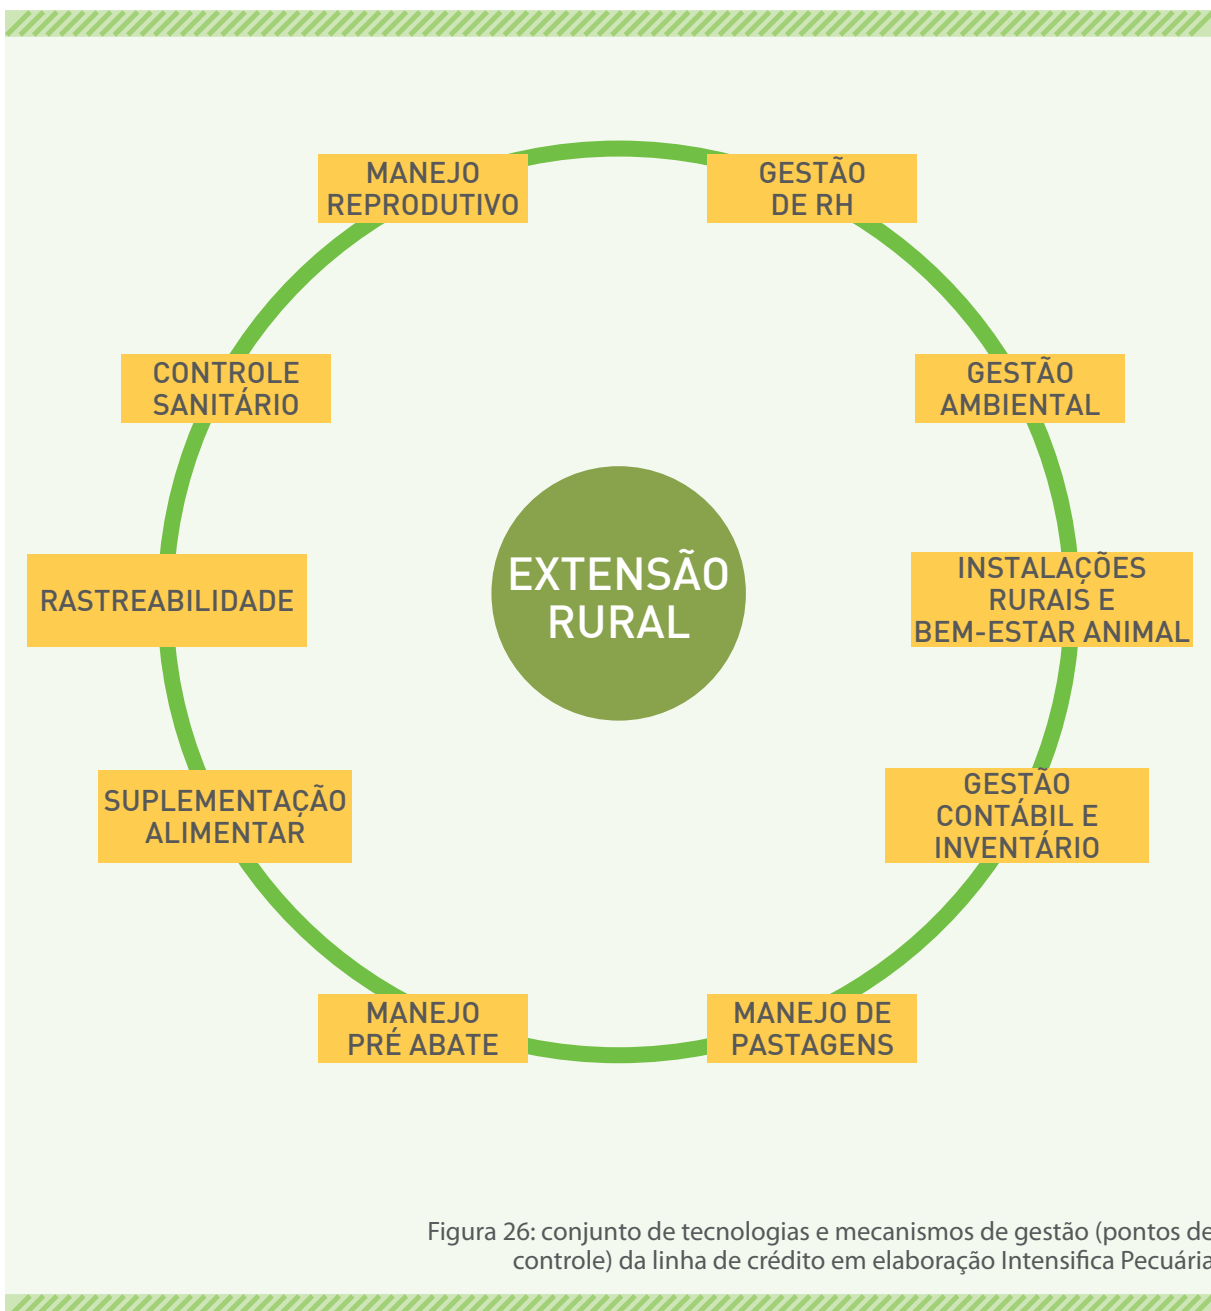 MANEJO
REPRODUTIVO
GESTÃO
DE RH
CONTROLE
SANITÁRIO
GESTÃO
AMBIENTAL
RASTREABILIDADE
EXTENSÃO
RURAL
INSTALAÇÕES
RURAIS E
BEM-ESTAR ANIMAL
SUPLEMENTAÇÃO
ALIMENTAR
GESTÃO
CONTÁBIL E
INVENTÁRIO
MANEJO
PRÉ ABATE
MANEJO DE
PASTAGENS
Figura 26: conjunto de tecnologias e mecanismos de gestão (pontos de
controle) da linha de crédito em elaboração Intensifica Pecuária